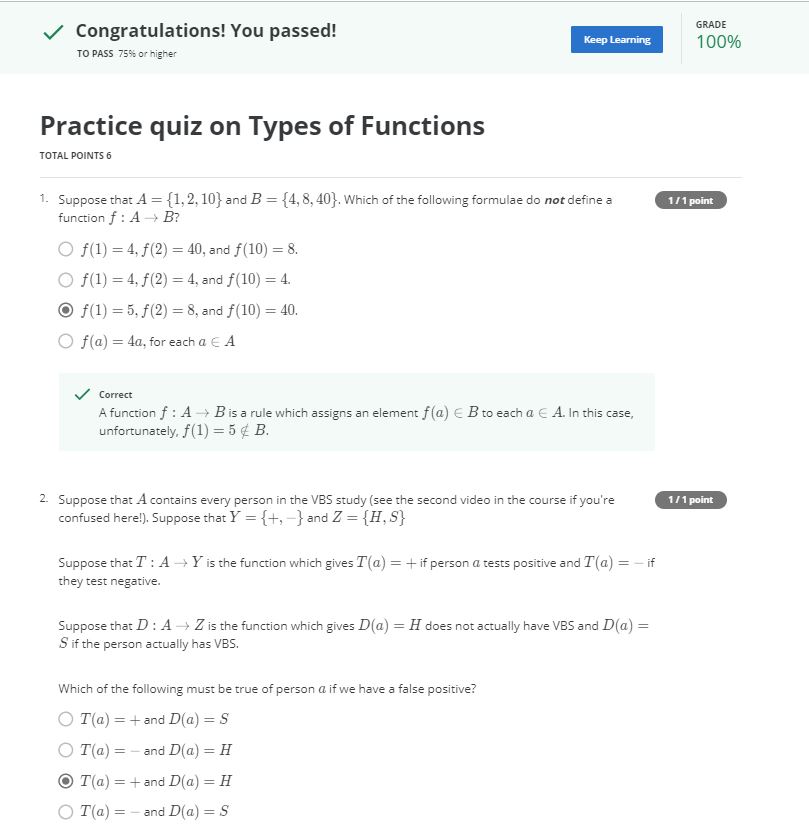 Congratulations! You passed!
TO PASS 75% or higher
Keep Learning
GRADE
100%
Practice quiz on Types of Functions
TOTAL POINTS 6
1. Suppose that A = {1, 2, 10} and B = {4, 8, 40}. Which of the following formulae do not define a
function f : A → B?
1 / 1 point
f(1) = 4, f(2) = 40, and f(10) = 8.
f(1) = 4, f(2) = 4, and f(10) = 4.
f(1) = 5, f(2) = 8, and f(10) = 40.
f(a) = 4a, for each a ∈ A
Correct
A function f : A → B is a rule which assigns an element f(a) ∈ B to each a ∈ A. In this case,
unfortunately, f(1) = 5 ∉ B.
2. Suppose that A contains every person in the VBS study (see the second video in the course if you're
confused here!). Suppose that Y = {+, −} and Z = {H, S}
1 / 1 point
Suppose that T : A → Y is the function which gives T(a) = + if person a tests positive and T(a) = − if
they test negative.
Suppose that D : A → Z is the function which gives D(a) = H does not actually have VBS and D(a) =
S if the person actually has VBS.
Which of the following must be true of person a if we have a false positive?
T(a) = + and D(a) = S
T(a) = − and D(a) = H
T(a) = + and D(a) = H
T(a) = − and D(a) = S